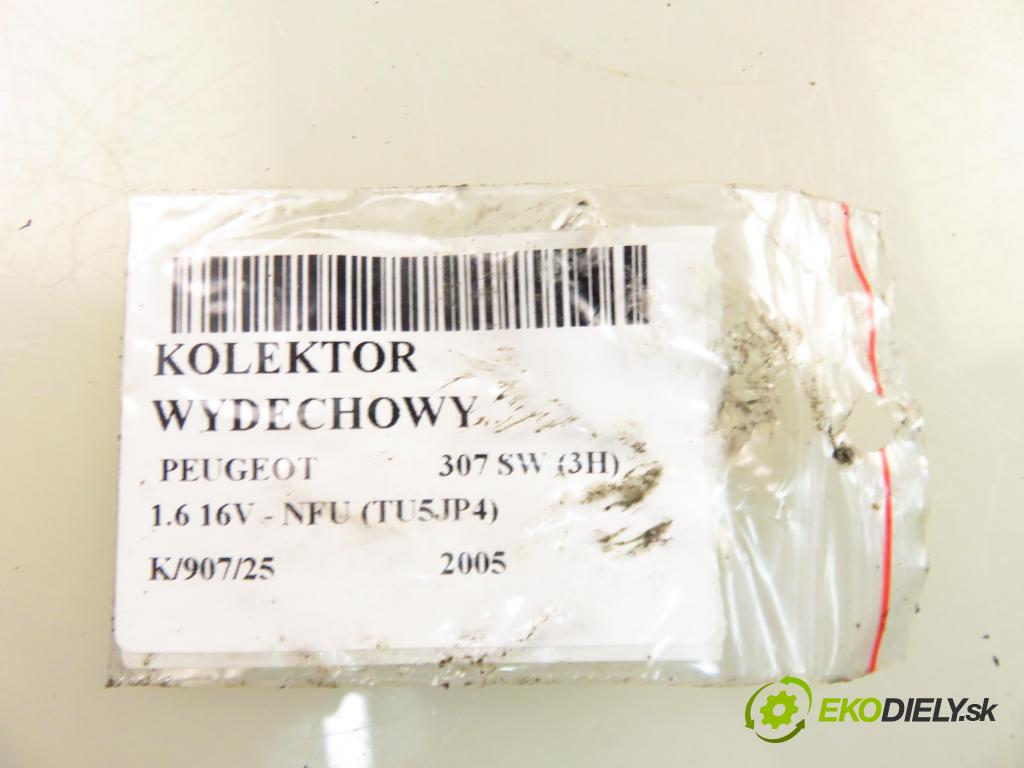 KOLEKTOR
WYDECHOWY
PEUGEOT 307 SW (3H)
1.6 16V - NFU (TU5JP4)
K/907/25 2005
EKODIELY.sk